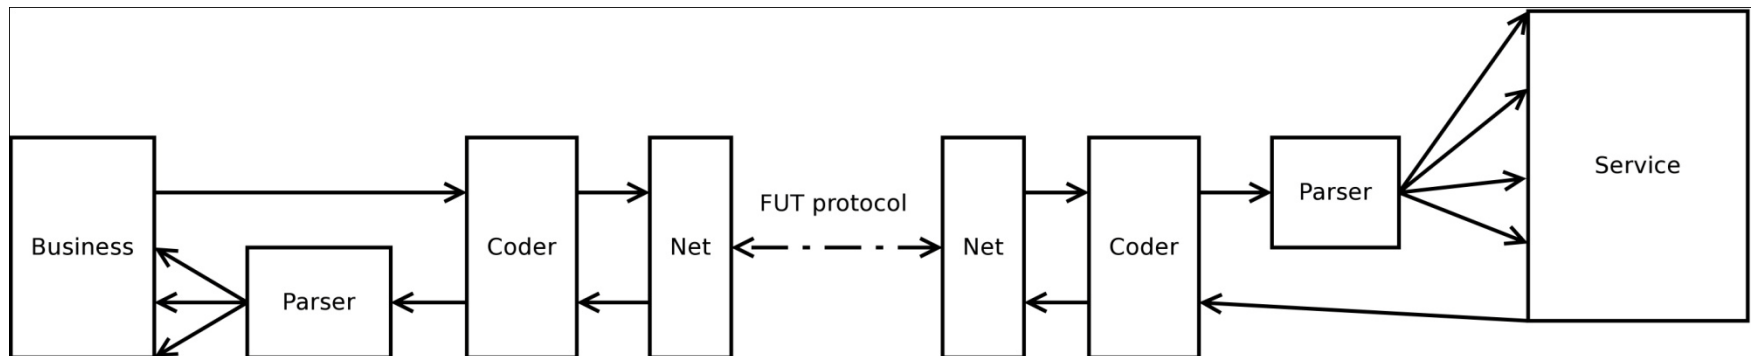 Business
Parser
Coder
Net
FUT protocol
Net
Coder
Parser
Service